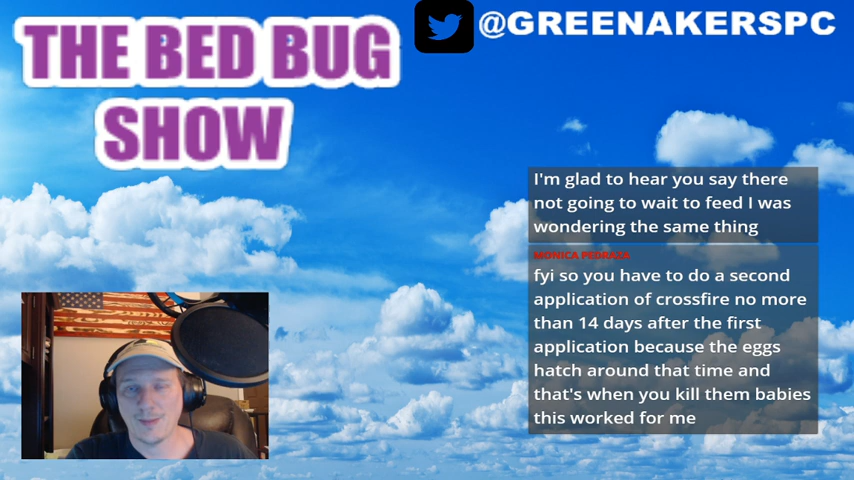 THE BED BUG
SHOW
@GREENAKERSPC
I'm glad to hear you say there
not going to wait to feed I was
wondering the same thing
MONICA PEDRAZA
fyi so you have to do a second
application of crossfire no more
than 14 days after the first
application because the eggs
hatch around that time and
that's when you kill them babies
this worked for me